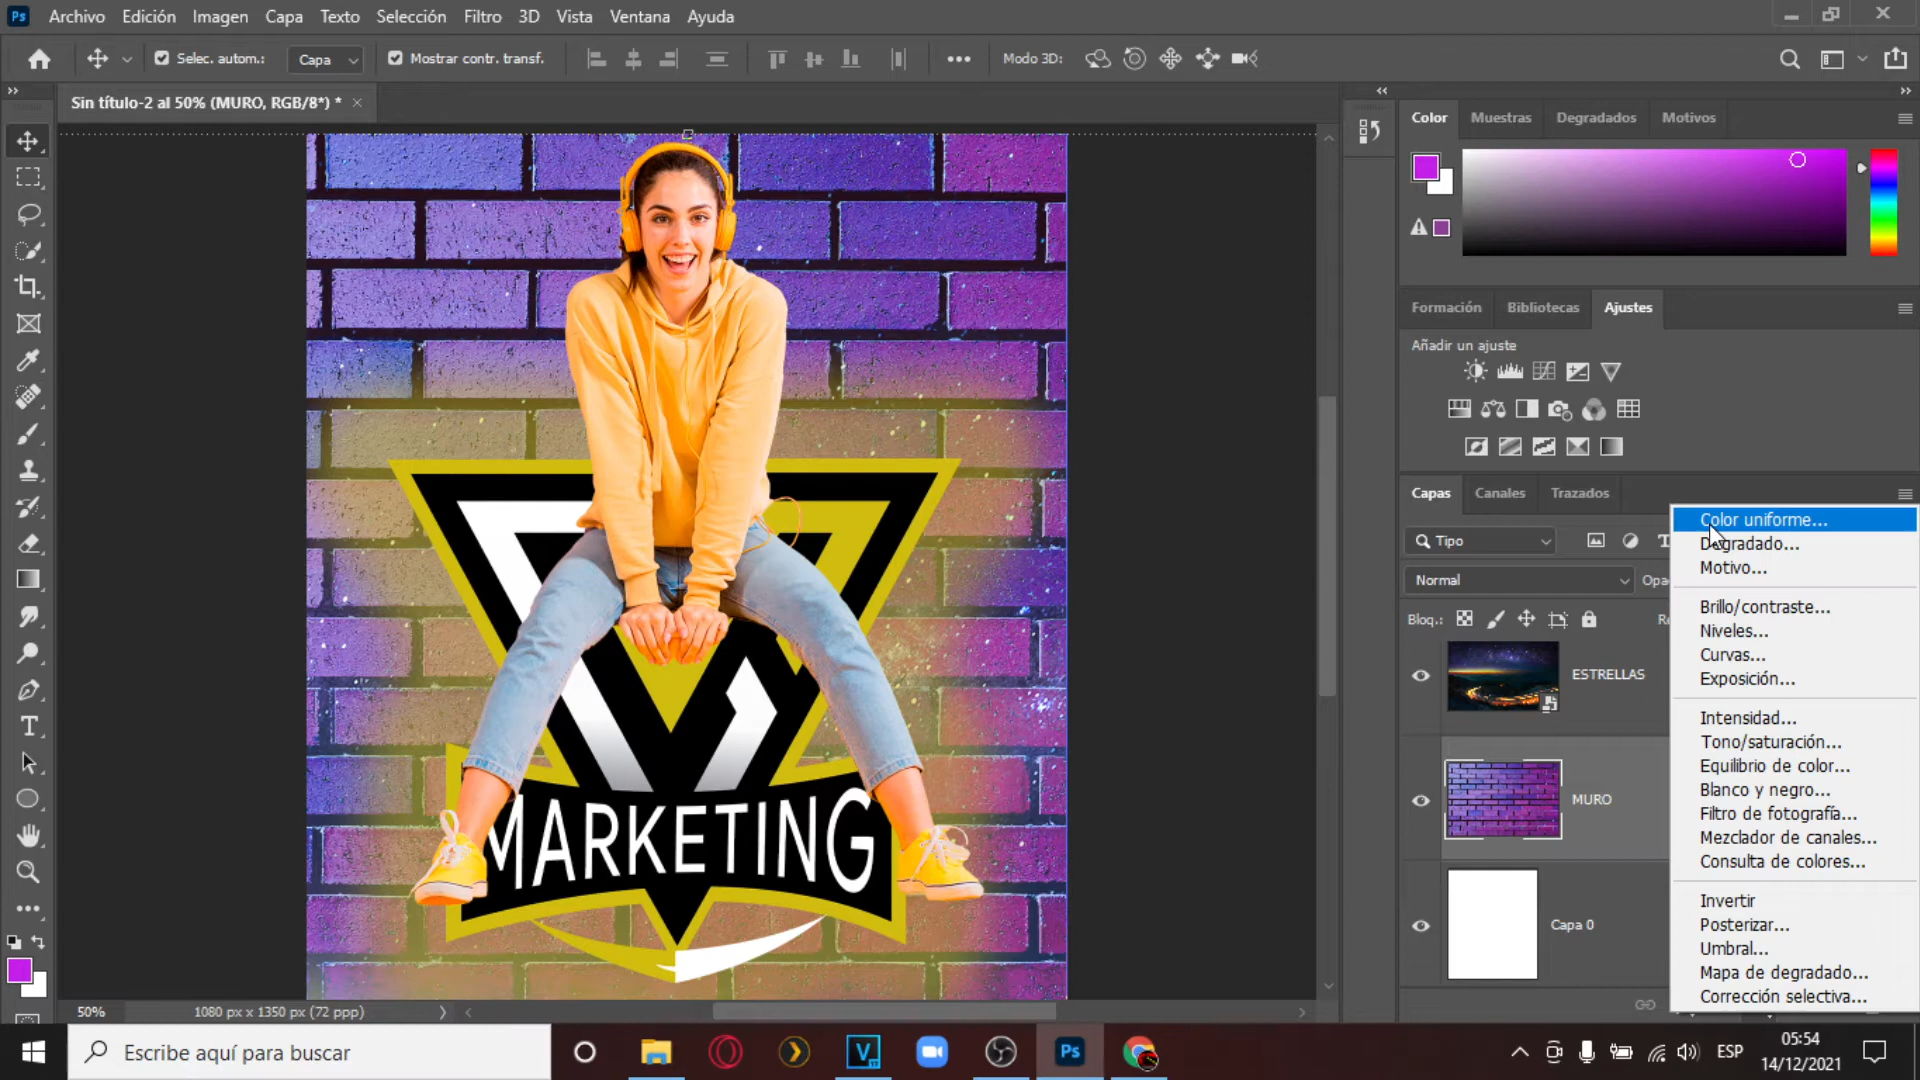 Ps
Archivo Edición Imagen Capa Texto Selección Filtro 3D Vista Ventana Ayuda
Selec. autom.: Capa Mostrar contr. transf. Modo 3D:
Sin título-2 al 50% (MURO, RGB/8*) *
Color Muestras Degradados Motivos
Formación Bibliotecas Ajustes
Añadir un ajuste
Capas Canales Trazados
Tipo
Normal
Bloq.:
ESTRELLAS
MURO
Capa 0
Color uniforme...
Degradado...
Motivo...
Brillo/contraste...
Niveles...
Curvas...
Exposición...
Intensidad...
Tono/saturación...
Equilibrio de color...
Blanco y negro...
Filtro de fotografía...
Mezclador de canales...
Consulta de colores...
Invertir
Posterizar...
Umbral...
Mapa de degradado...
Corrección selectiva...
MARKETING
50% 1080 px x 1350 px (72 ppp)
Escribe aquí para buscar
Ps
ESP
05:54
14/12/2021